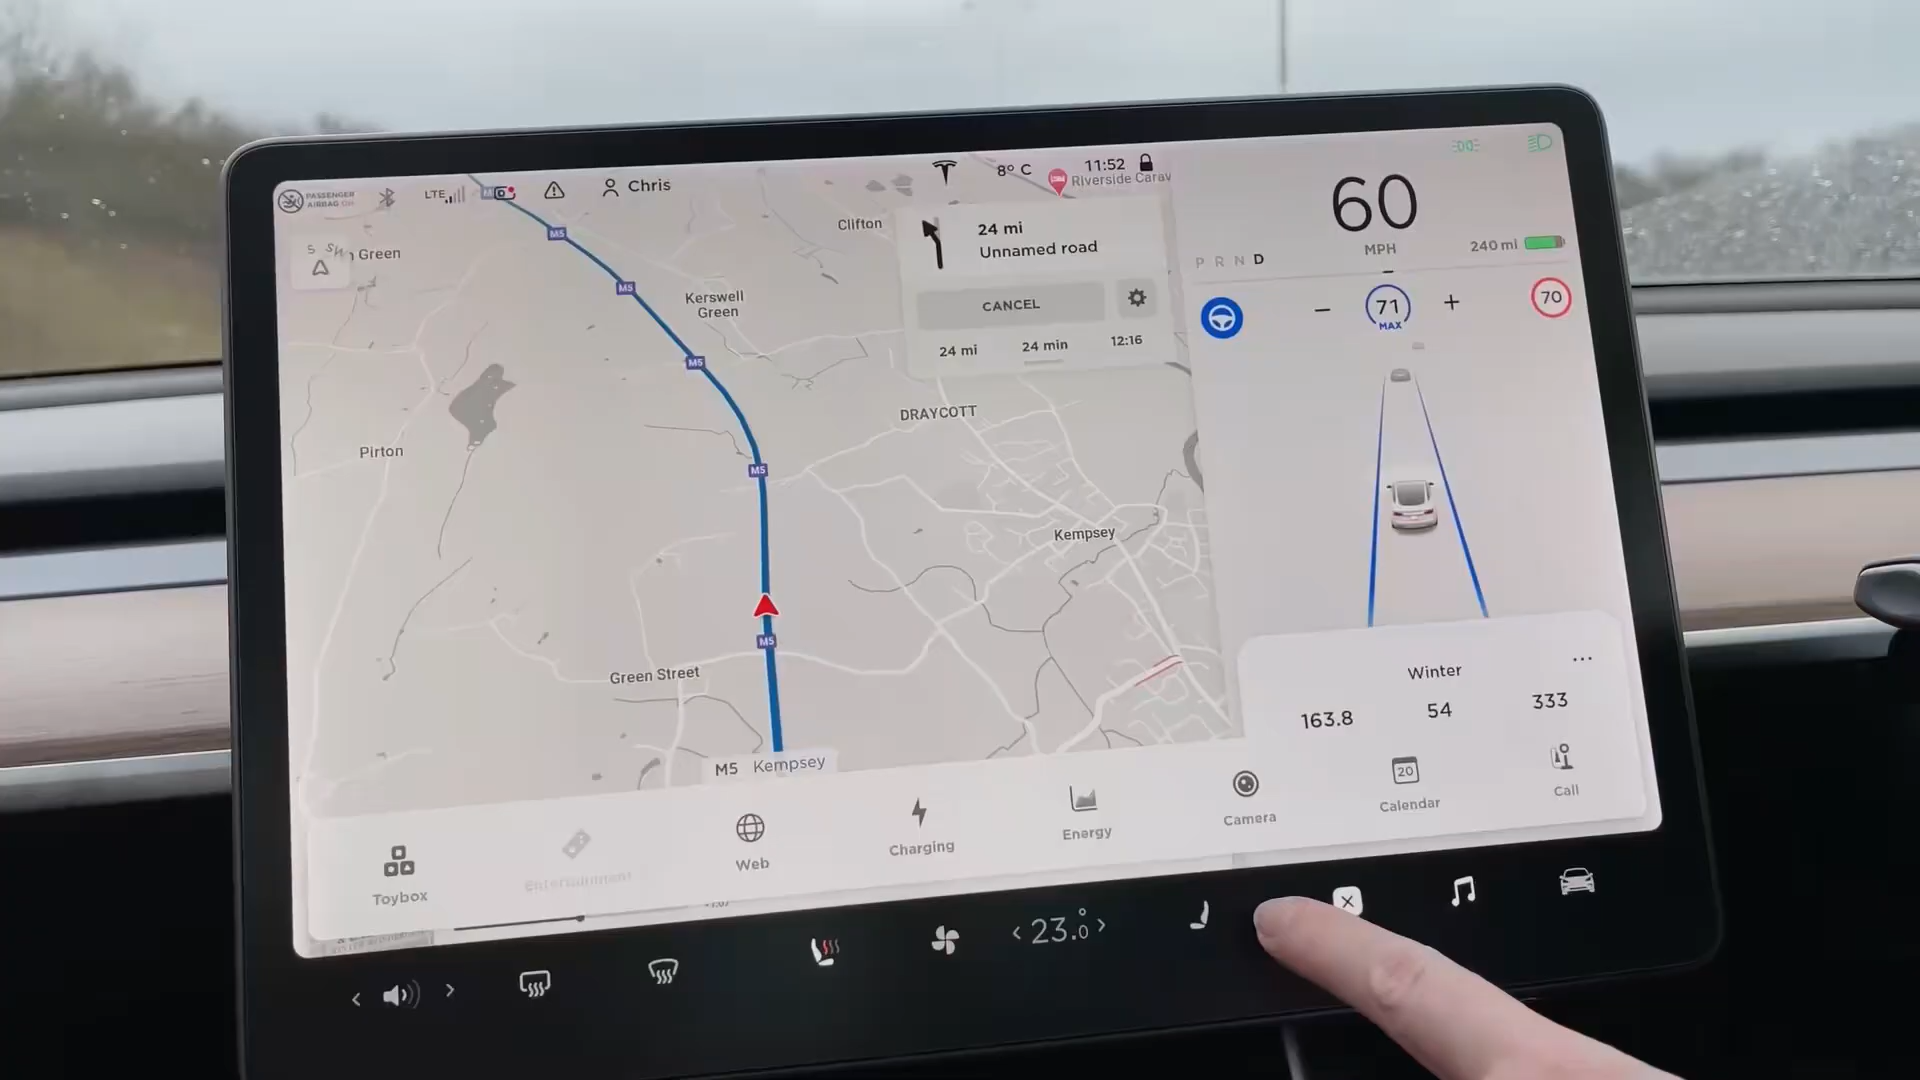 PASSENGER
AIRBAG ON
LTE
Chris
8° C
11:52
Riverside Carav
S SW
Green
Clifton
24 mi
Unnamed road
CANCEL
24 mi 24 min 12:16
60
MPH
240 mi
P R N D
71
MAX
70
M5
M5
Kerswell
Green
M5
DRAYCOTT
Pirton
M5
Kempsey
M5
Green Street
M5 Kempsey
Winter
163.8 54 333
Toybox
Entertainment
Web
Charging
Energy
Camera
20
Calendar
Call
23.0